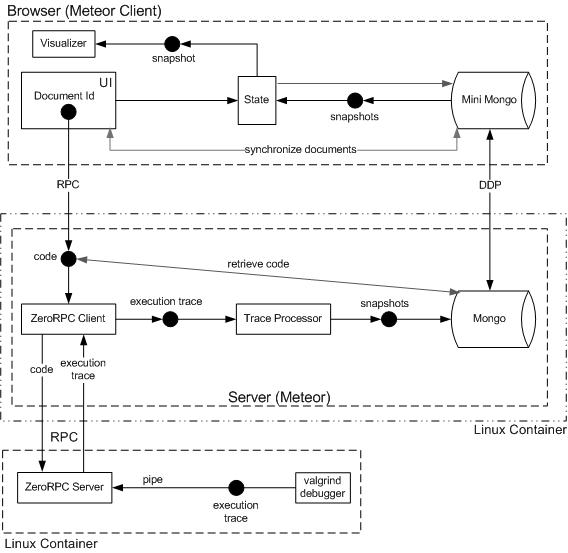 Browser (Meteor Client)
Visualizer
snapshot
UI
Document Id
State
snapshots
Mini Mongo
synchronize documents
RPC
DDP
code
retrieve code
ZeroRPC Client
execution trace
Trace Processor
snapshots
Mongo
code
execution
trace
Server (Meteor)
Linux Container
RPC
ZeroRPC Server
pipe
execution
trace
valgrind
debugger
Linux Container